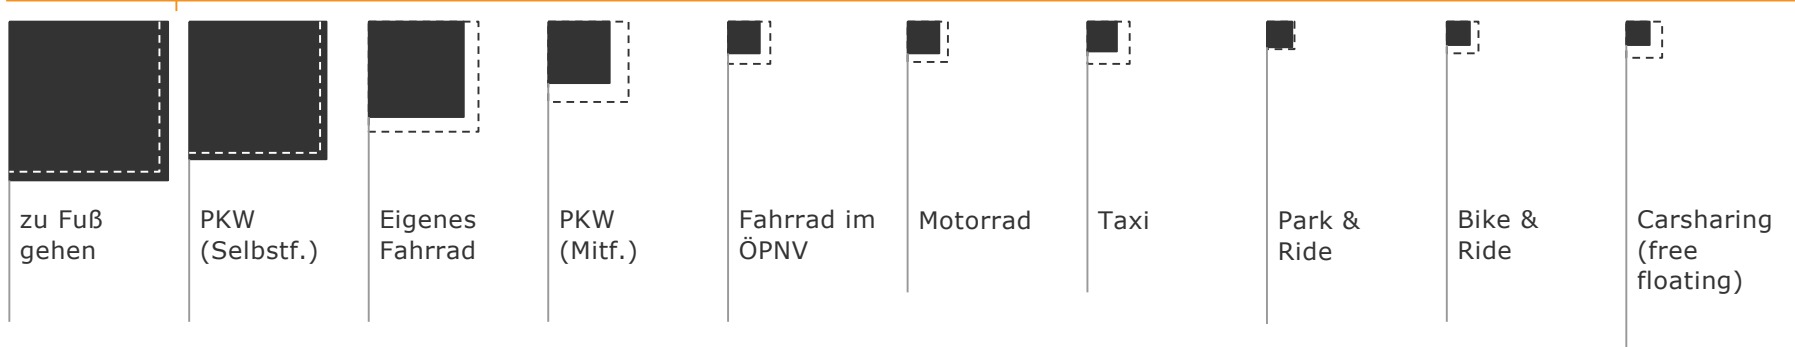 zu Fuß
gehen
PKW
(Selbstf.)
Eigenes
Fahrrad
PKW
(Mitf.)
Fahrrad im
ÖPNV
Motorrad
Taxi
Park &
Ride
Bike &
Ride
Carsharing
(free
floating)